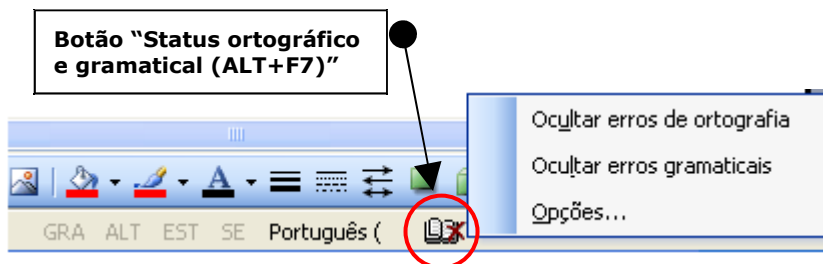 Botão “Status ortográfico
e gramatical (ALT+F7)”
Ocultar erros de ortografia
Ocultar erros gramaticais
Opções...
A
GRA ALT EST SE Português (